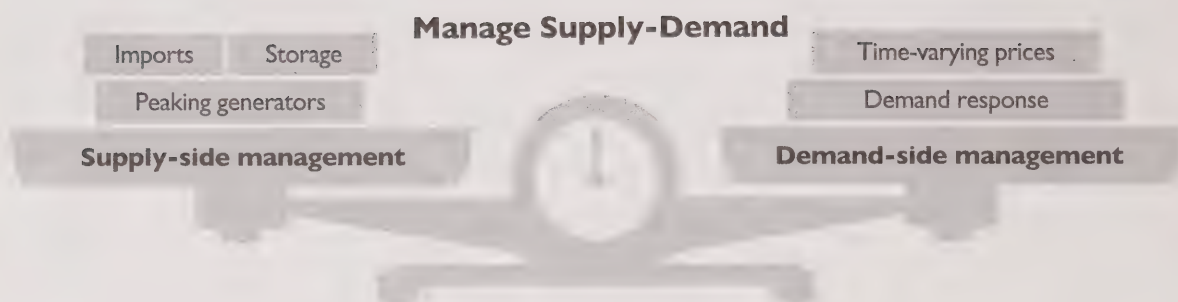 Manage Supply-Demand
Imports Storage
Peaking generators
Supply-side management
Time-varying prices
Demand response
Demand-side management